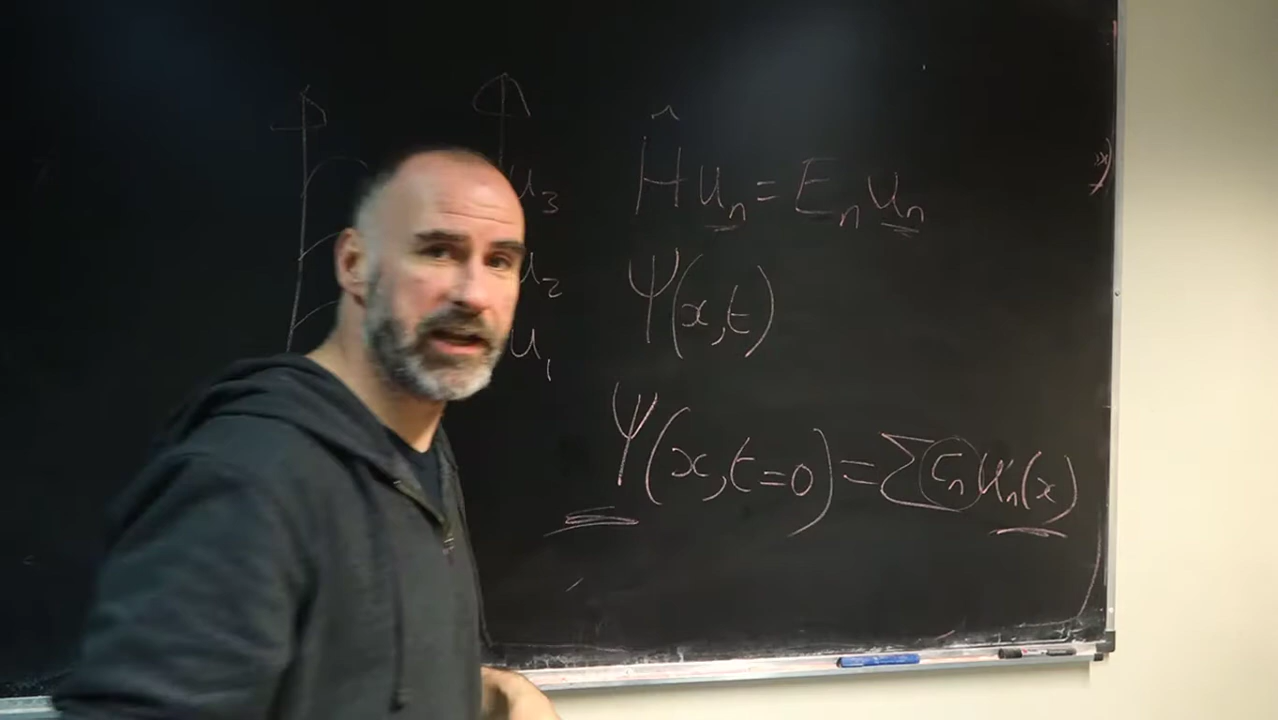 u₃
Ĥuₙ = Eₙuₙ
u₂
Ψ(x,t)
u₁
Ψ(x,t=0) = Σcₙuₙ(x)